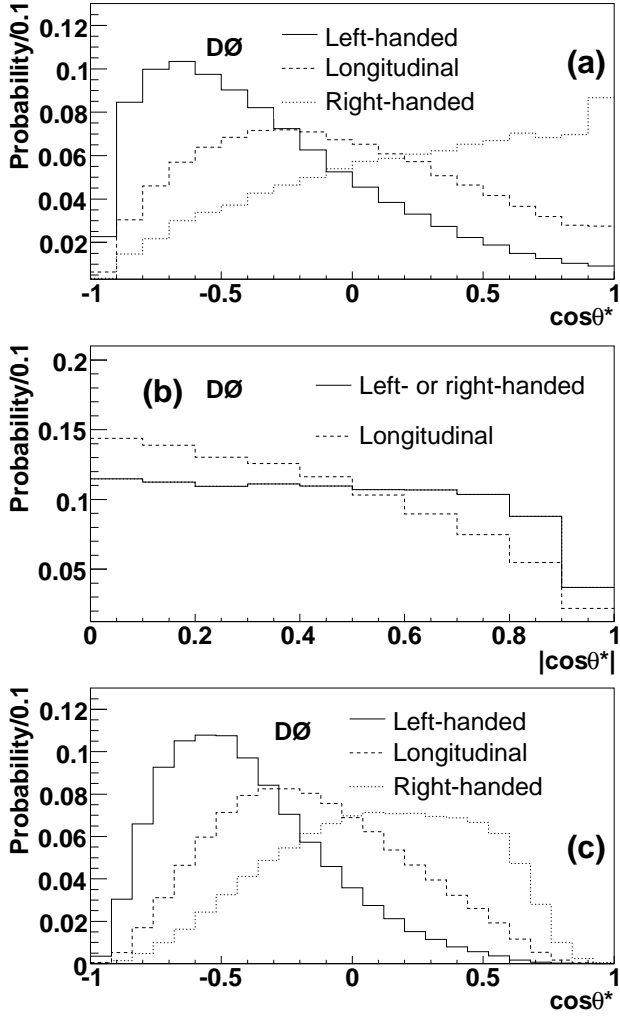 Probability/0.1
0.12
0.1
0.08
0.06
0.04
0.02
DØ
Left-handed
Longitudinal
Right-handed
(a)
-1 -0.5 0 0.5 1
cosθ*
Probability/0.1
0.2
0.15
0.1
0.05
(b)
DØ
Left- or right-handed
Longitudinal
0 0.2 0.4 0.6 0.8 1
|cosθ*|
Probability/0.1
0.12
0.1
0.08
0.06
0.04
0.02
0
DØ
Left-handed
Longitudinal
Right-handed
(c)
-1 -0.5 0 0.5 1
cosθ*